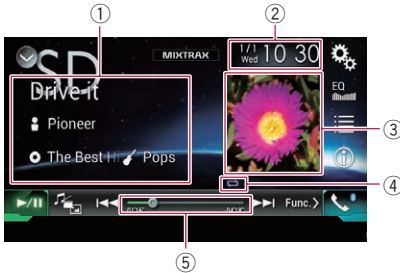 ① ②
SD
MIXTRAX
1/1
Wed
10 30
Drive it
EQ
③
Pioneer
The Best H Pops
④
Func.
⑤